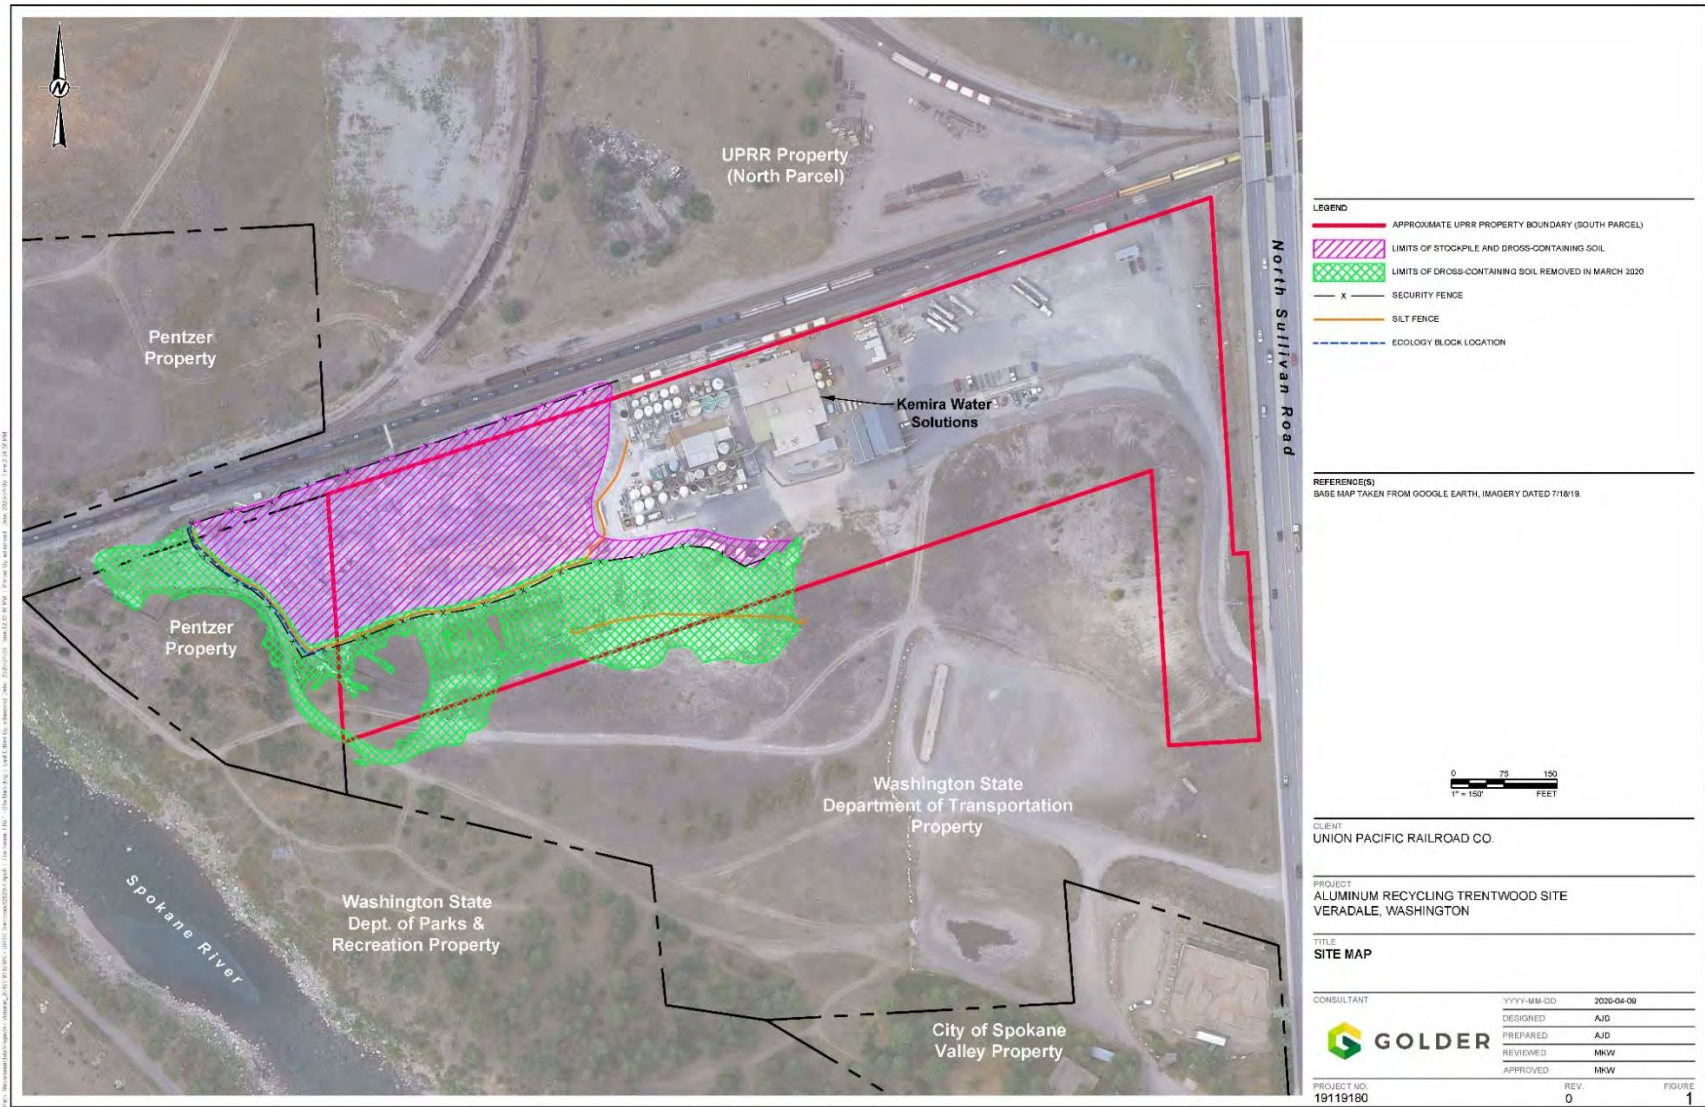 N
UPRR Property
(North Parcel)
North Sullivan Road
Pentzer
Property
Kemira Water
Solutions
Pentzer
Property
Washington State
Department of Transportation
Property
Washington State
Dept. of Parks &
Recreation Property
Spokane River
City of Spokane
Valley Property
LEGEND
APPROXIMATE UPRR PROPERTY BOUNDARY (SOUTH PARCEL)
LIMITS OF STOCKPILE AND DROSS-CONTAINING SOIL
LIMITS OF DROSS-CONTAINING SOIL REMOVED IN MARCH 2020
X SECURITY FENCE
SILT FENCE
ECOLOGY BLOCK LOCATION
REFERENCE(S)
BASE MAP TAKEN FROM GOOGLE EARTH, IMAGERY DATED 7/18/19.
0 75 150
1" = 150' FEET
CLIENT
UNION PACIFIC RAILROAD CO.
PROJECT
ALUMINUM RECYCLING TRENTWOOD SITE
VERADALE, WASHINGTON
TITLE
SITE MAP
CONSULTANT
GOLDER
YYYY-MM-DD 2020-04-09
DESIGNED AJD
PREPARED AJD
REVIEWED MKW
APPROVED MKW
PROJECT NO. REV. FIGURE
19119180 0 1